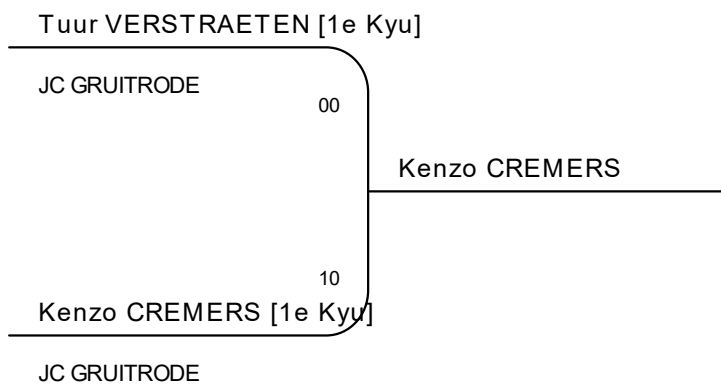 Tuur VERSTRAETEN [1e Kyu]
JC GRUITRODE
00
Kenzo CREMERS
10
Kenzo CREMERS [1e Kyu]
JC GRUITRODE